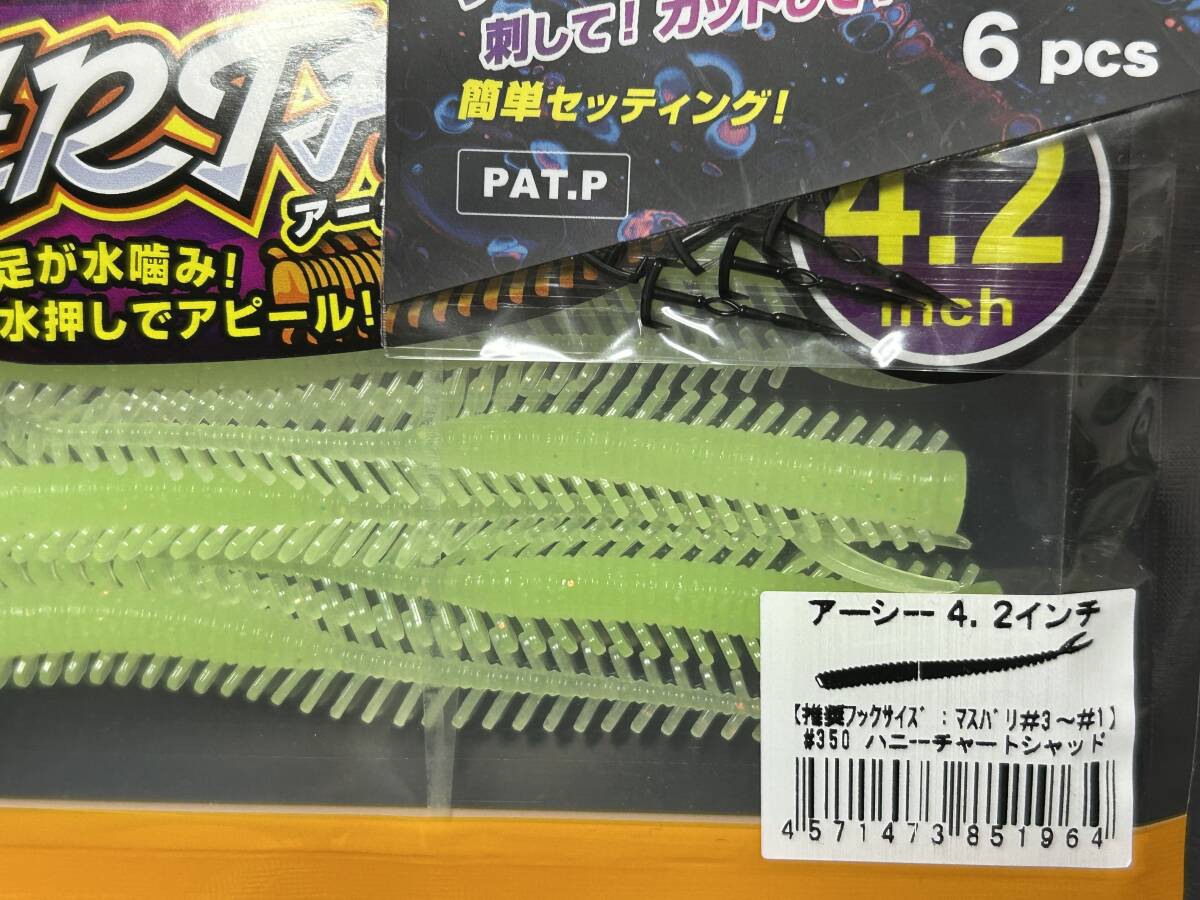 刺して！カットして！
6 pcs
簡単セッティング！
PAT.P
足が水噛み！
水押しでアピール！
4.2
inch
アーシー 4. 2インチ
【推奨フックサイズ：マスバリ#3～#1】
#350 ハニーチャートシャッド
4571473851964